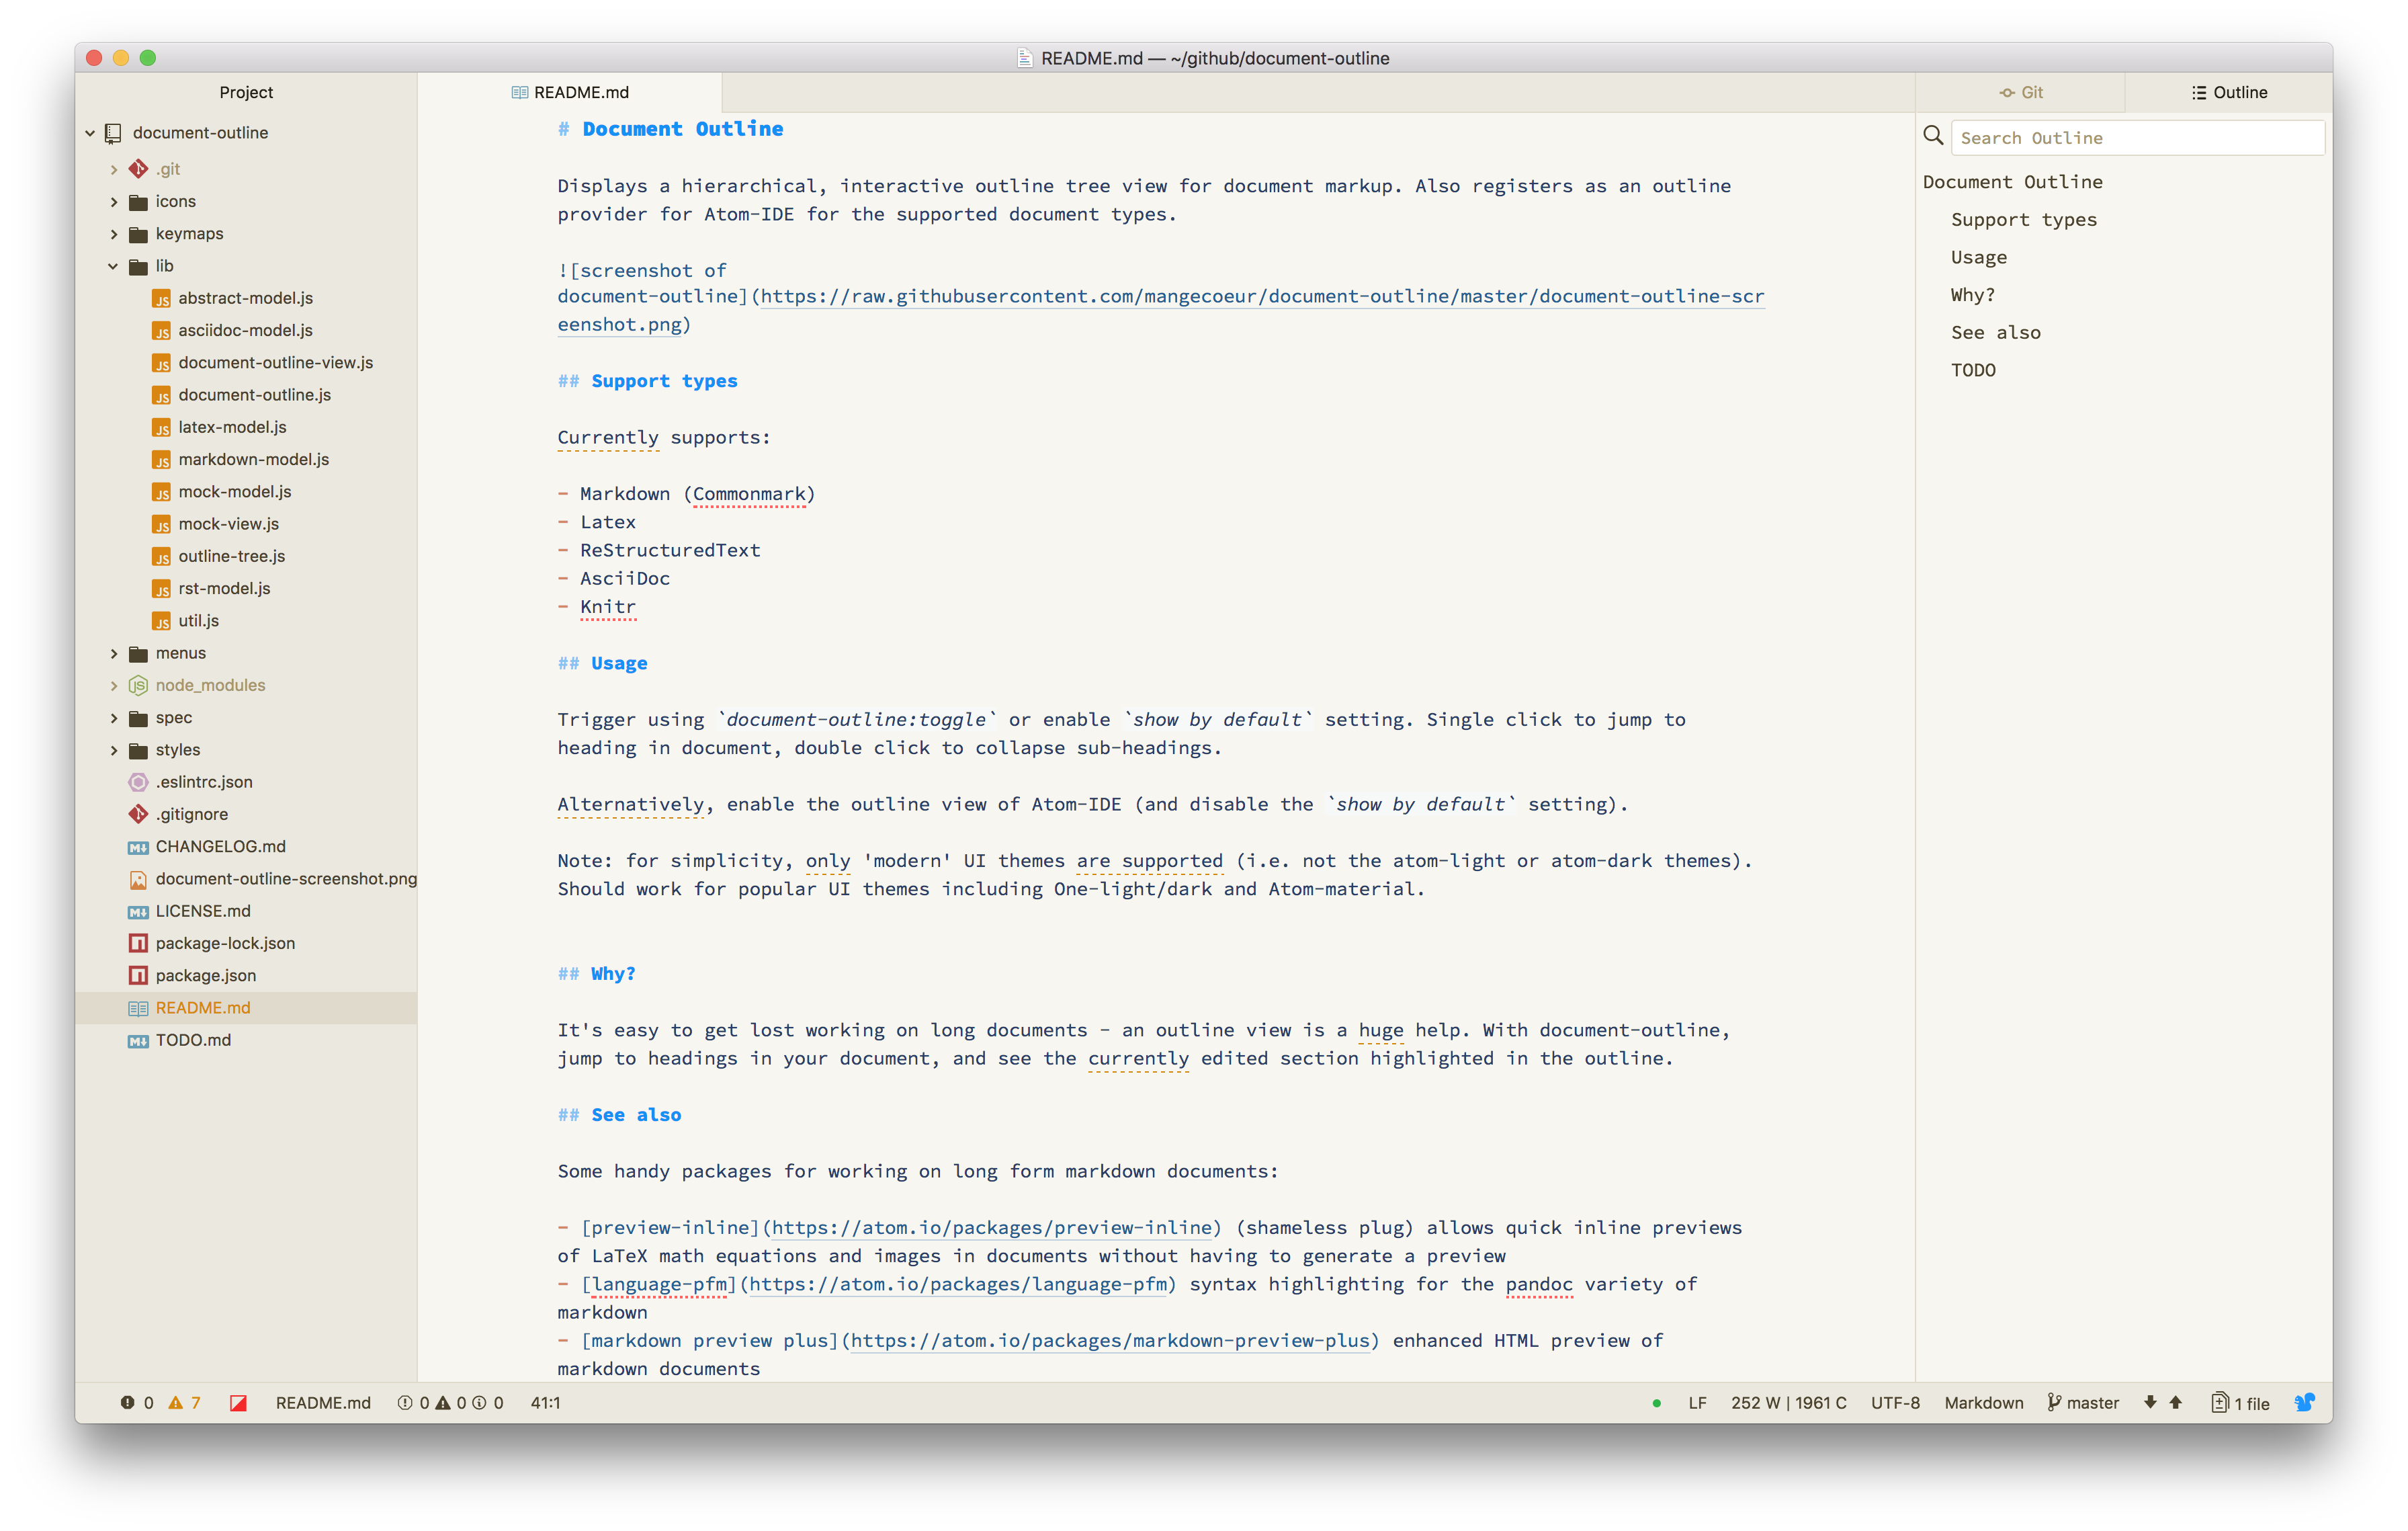 README.md — ~/github/document-outline
Project
document-outline
.git
icons
keymaps
lib
abstract-model.js
asciidoc-model.js
document-outline-view.js
document-outline.js
latex-model.js
markdown-model.js
mock-model.js
mock-view.js
outline-tree.js
rst-model.js
util.js
menus
node_modules
spec
styles
.eslintrc.json
.gitignore
CHANGELOG.md
document-outline-screenshot.png
LICENSE.md
package-lock.json
package.json
README.md
TODO.md
README.md
# Document Outline
Displays a hierarchical, interactive outline tree view for document markup. Also registers as an outline
provider for Atom-IDE for the supported document types.
![screenshot of
document-outline](https://raw.githubusercontent.com/mangecoeur/document-outline/master/document-outline-scr
eenshot.png)
## Support types
Currently supports:
- Markdown (Commonmark)
- Latex
- ReStructuredText
- AsciiDoc
- Knitr
## Usage
Trigger using `document-outline:toggle` or enable `show by default` setting. Single click to jump to
heading in document, double click to collapse sub-headings.
Alternatively, enable the outline view of Atom-IDE (and disable the `show by default` setting).
Note: for simplicity, only 'modern' UI themes are supported (i.e. not the atom-light or atom-dark themes).
Should work for popular UI themes including One-light/dark and Atom-material.
## Why?
It's easy to get lost working on long documents - an outline view is a huge help. With document-outline,
jump to headings in your document, and see the currently edited section highlighted in the outline.
## See also
Some handy packages for working on long form markdown documents:
- [preview-inline](https://atom.io/packages/preview-inline) (shameless plug) allows quick inline previews
of LaTeX math equations and images in documents without having to generate a preview
- [language-pfm](https://atom.io/packages/language-pfm) syntax highlighting for the pandoc variety of
markdown
- [markdown preview plus](https://atom.io/packages/markdown-preview-plus) enhanced HTML preview of
markdown documents
Git
Outline
Search Outline
Document Outline
Support types
Usage
Why?
See also
TODO
0 7 README.md 0 0 0 41:1
LF 252 W | 1961 C UTF-8 Markdown master 1 file